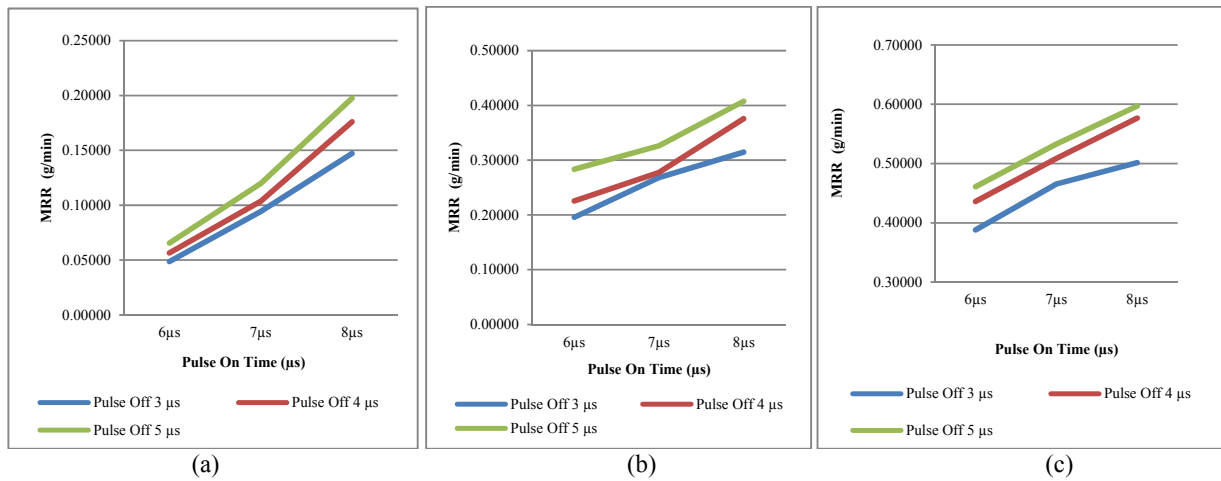 0.25000
0.20000
0.15000
0.10000
0.05000
0.00000
MRR (g/min)
6µs 7µs 8µs
Pulse On Time (µs)
Pulse Off 3 µs Pulse Off 4 µs
Pulse Off 5 µs
(a)
0.50000
0.40000
0.30000
0.20000
0.10000
0.00000
MRR (g/min)
6µs 7µs 8µs
Pulse On Time (µs)
Pulse Off 3 µs Pulse Off 4 µs
Pulse Off 5 µs
(b)
0.70000
0.60000
0.50000
0.40000
0.30000
MRR (g/min)
6µs 7µs 8µs
Pulse On Time (µs)
Pulse Off 3 µs Pulse Off 4 µs
Pulse Off 5 µs
(c)